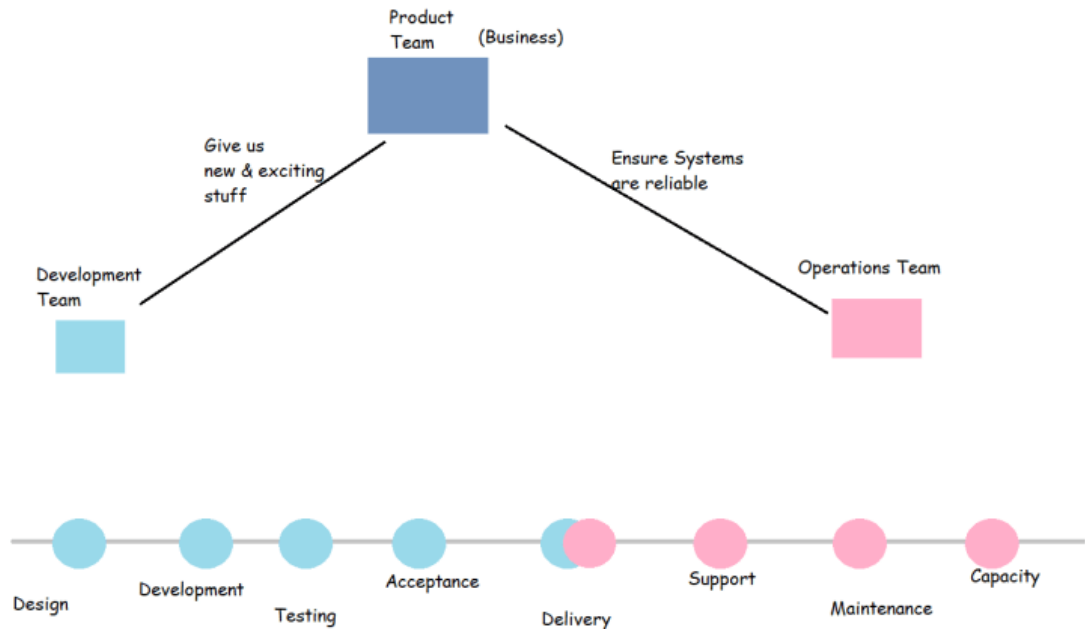 Product
Team
(Business)
Give us
new & exciting
stuff
Ensure Systems
are reliable
Development
Team
Operations Team
Design
Development
Testing
Acceptance
Delivery
Support
Maintenance
Capacity